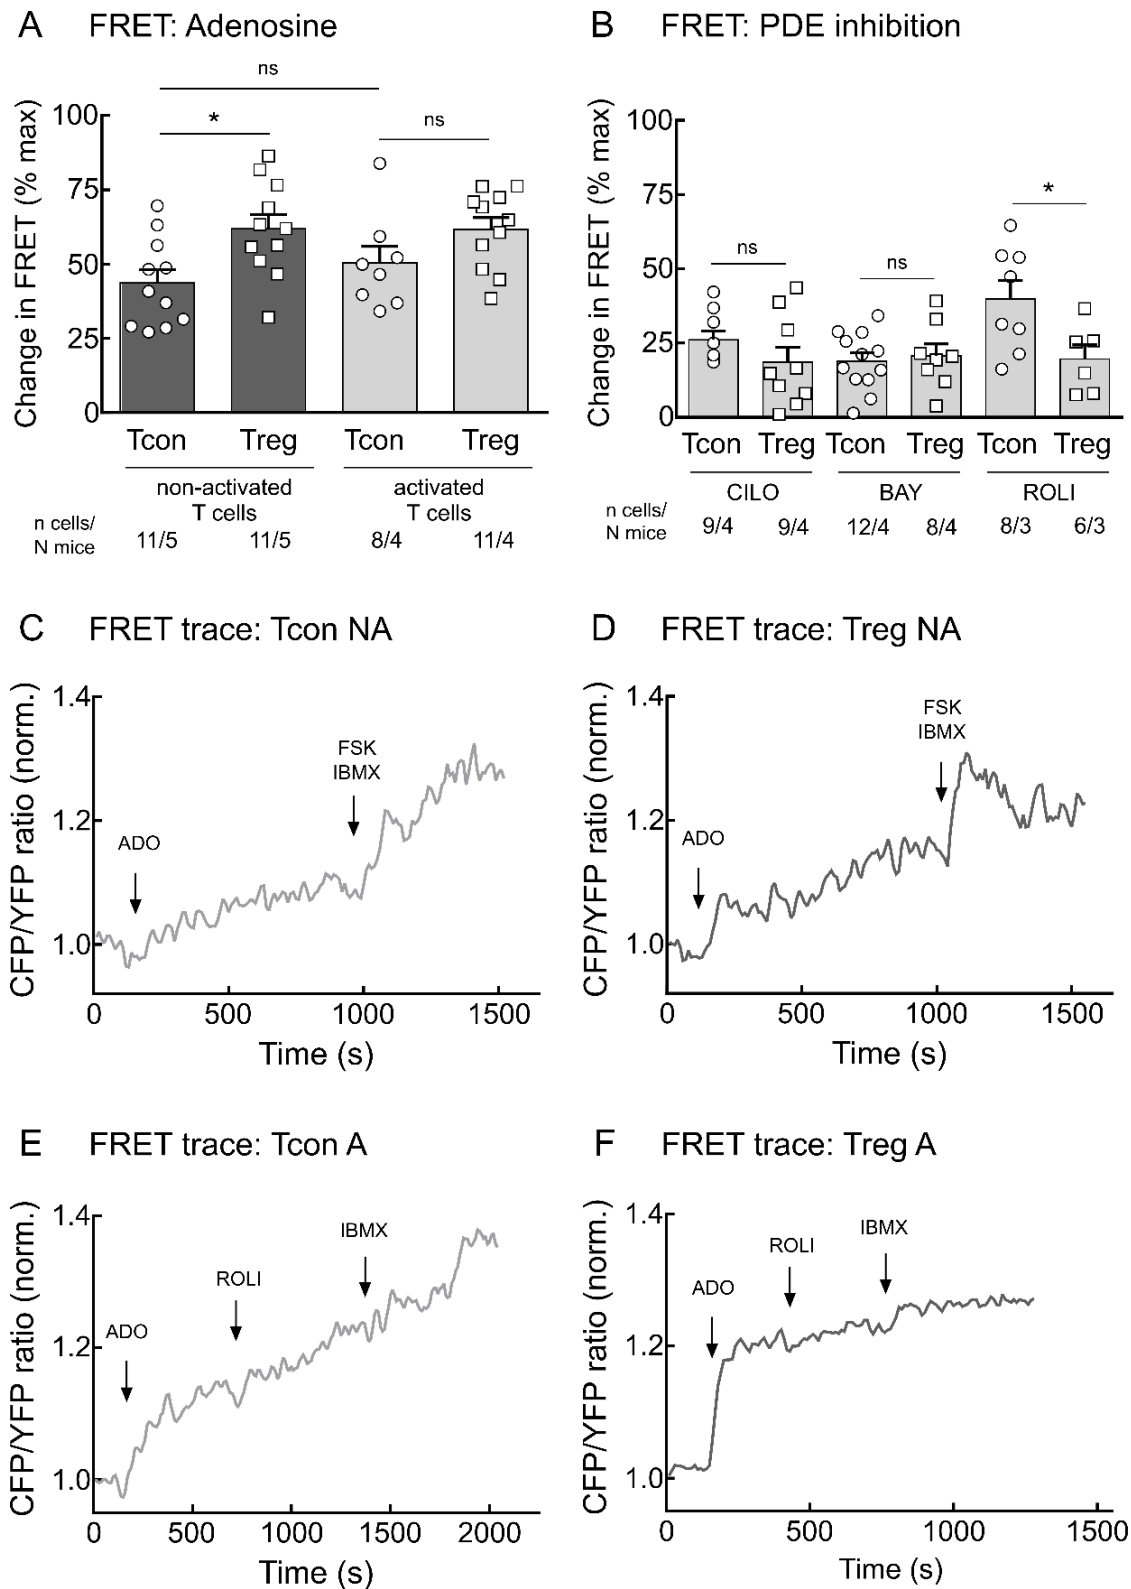 A FRET: Adenosine
ns
*
ns
Change in FRET (% max)
100
75
50
25
0
Tcon Treg Tcon Treg
non-activated T cells
activated T cells
n cells/
N mice
11/5 11/5 8/4 11/4
B FRET: PDE inhibition
ns
ns
*
Change in FRET (% max)
100
75
50
25
0
Tcon Treg Tcon Treg Tcon Treg
CILO BAY ROLI
n cells/
N mice
9/4 9/4 12/4 8/4 8/3 6/3
C FRET trace: Tcon NA
CFP/YFP ratio (norm.)
1.4
1.2
1.0
ADO
FSK
IBMX
0 500 1000 1500
Time (s)
D FRET trace: Treg NA
CFP/YFP ratio (norm.)
1.4
1.2
1.0
ADO
FSK
IBMX
0 500 1000 1500
Time (s)
E FRET trace: Tcon A
CFP/YFP ratio (norm.)
1.4
1.2
1.0
ADO
ROLI
IBMX
0 500 1000 1500 2000
Time (s)
F FRET trace: Treg A
CFP/YFP ratio (norm.)
1.4
1.2
1.0
ADO
ROLI
IBMX
0 500 1000 1500
Time (s)